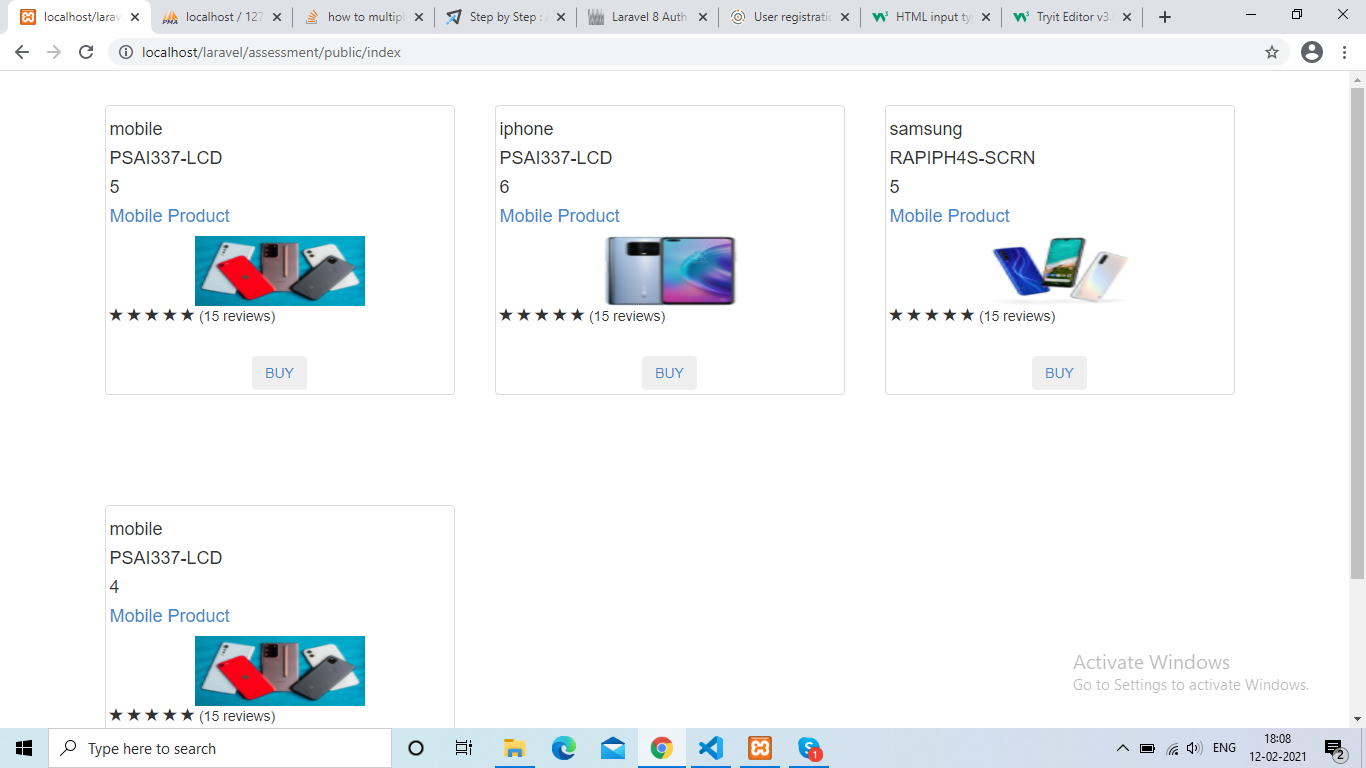 localhost/larav
localhost / 127
how to multipl
Step by Step : A
Laravel 8 Auth
User registratio
HTML input ty
Tryit Editor v3.
localhost/laravel/assessment/public/index
mobile
PSAI337-LCD
5
Mobile Product
★ ★ ★ ★ ★ (15 reviews)
BUY
iphone
PSAI337-LCD
6
Mobile Product
★ ★ ★ ★ ★ (15 reviews)
BUY
samsung
RAPIPH4S-SCRN
5
Mobile Product
★ ★ ★ ★ ★ (15 reviews)
BUY
mobile
PSAI337-LCD
4
Mobile Product
★ ★ ★ ★ ★ (15 reviews)
Activate Windows
Go to Settings to activate Windows.
Type here to search
1
ENG
18:08
12-02-2021
2